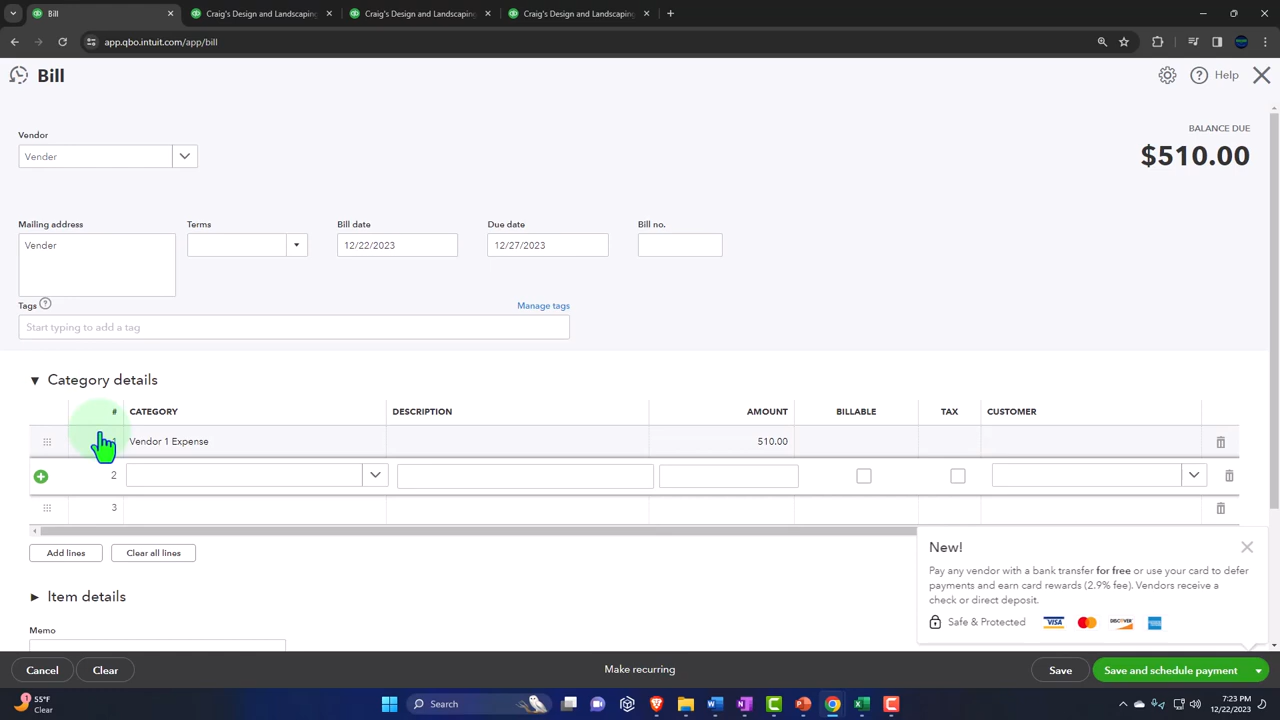 Bill
Craig's Design and Landscaping
Craig's Design and Landscaping
Craig's Design and Landscaping
app.qbo.intuit.com/app/bill
Bill
Help
Vendor
BALANCE DUE
Vender
$510.00
Mailing address
Terms
Bill date
Due date
Bill no.
Vender
12/22/2023
12/27/2023
Tags
Manage tags
Start typing to add a tag
Category details
# CATEGORY DESCRIPTION AMOUNT BILLABLE TAX CUSTOMER
1 Vendor 1 Expense 510.00
2
3
Add lines
Clear all lines
New!
Pay any vendor with a bank transfer for free or use your card to defer
payments and earn card rewards (2.9% fee). Vendors receive a
check or direct deposit.
Safe & Protected VISA DISCOVER
Item details
Memo
Cancel
Clear
Make recurring
Save
Save and schedule payment
55°F
Clear
Search
7:23 PM
12/22/2023